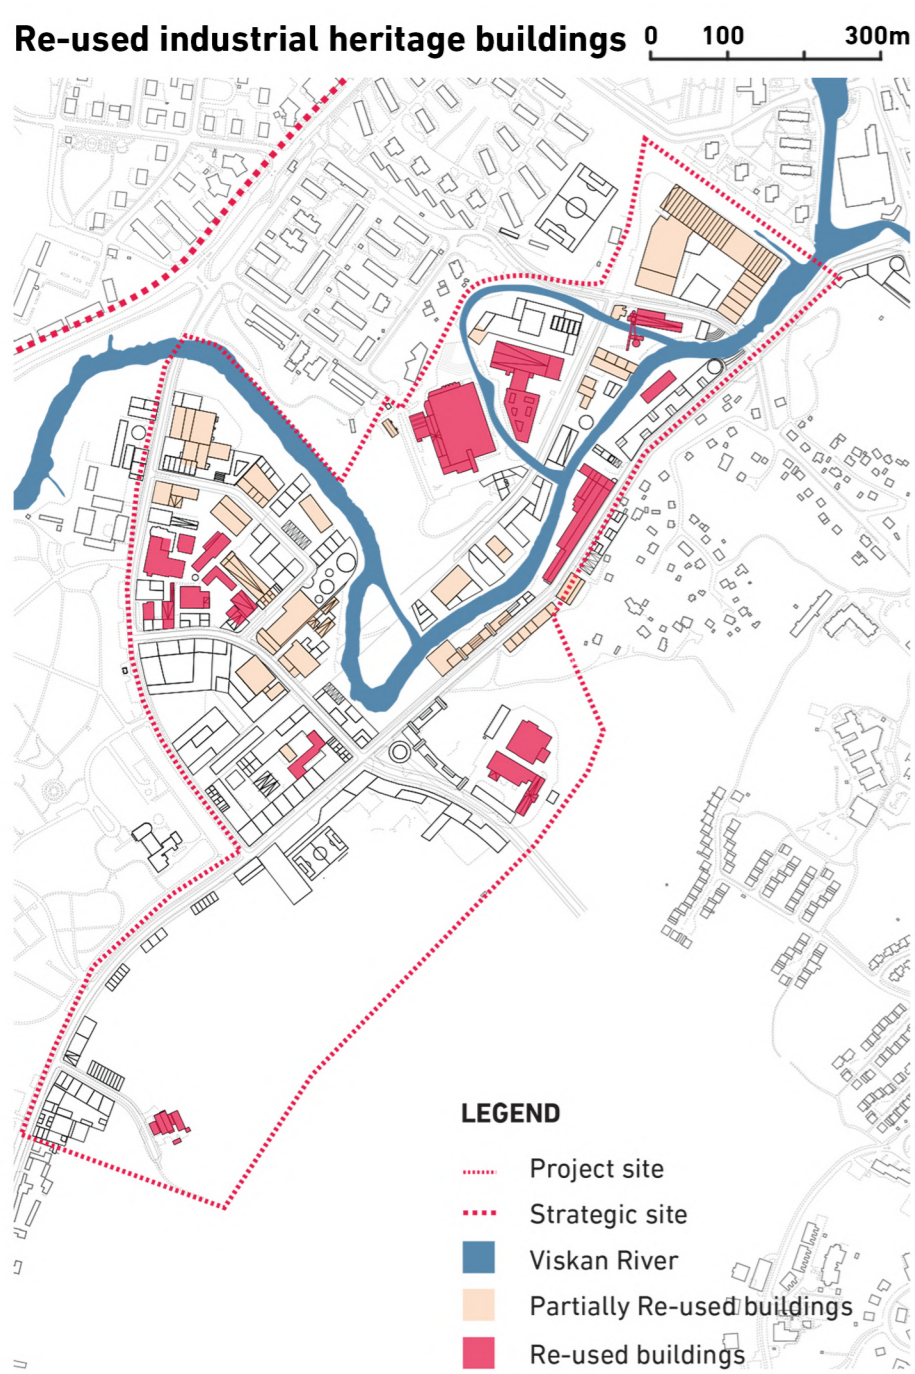 Re-used industrial heritage buildings
0 100 300m
LEGEND
Project site
Strategic site
Viskan River
Partially Re-used buildings
Re-used buildings